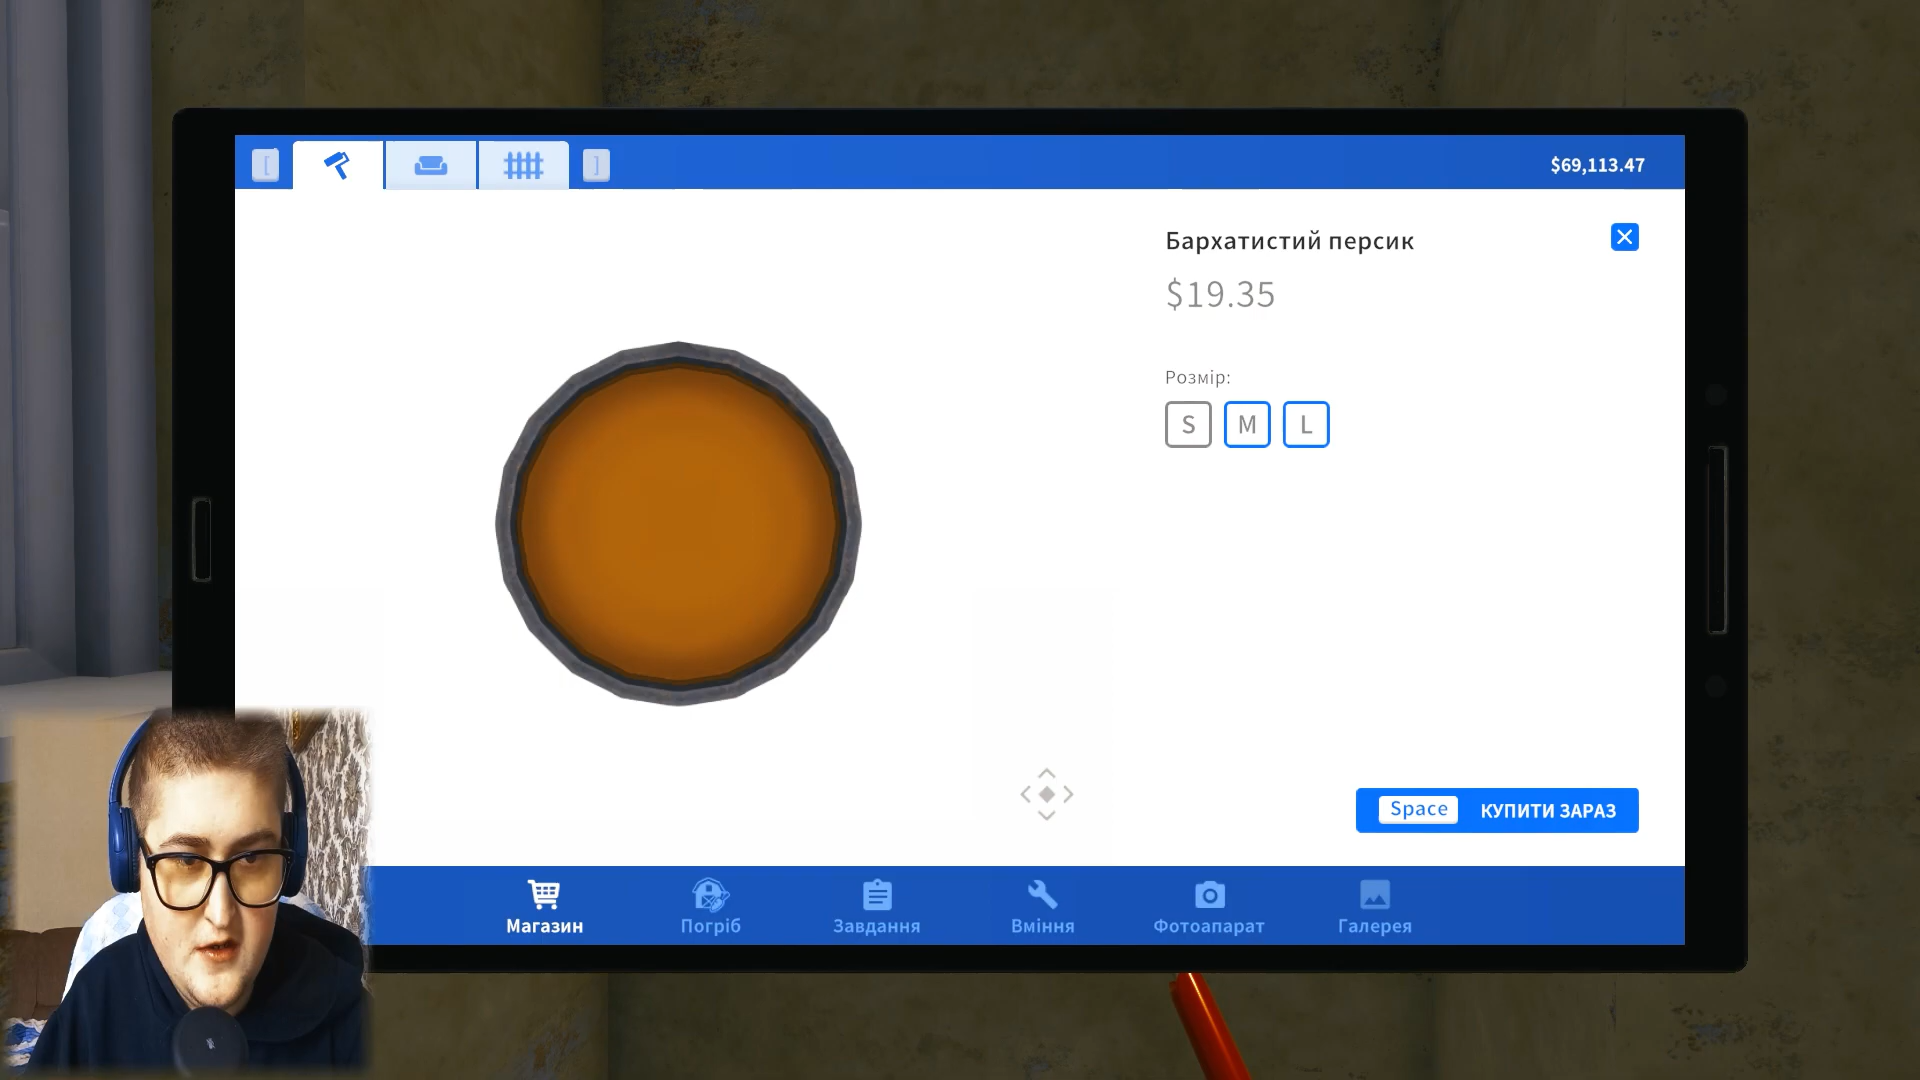 [
]
$69,113.47
Бархатистий персик
$19.35
Розмір:
S M L
Space КУПИТИ ЗАРАЗ
Магазин Погріб Завдання Вміння Фотоапарат Галерея